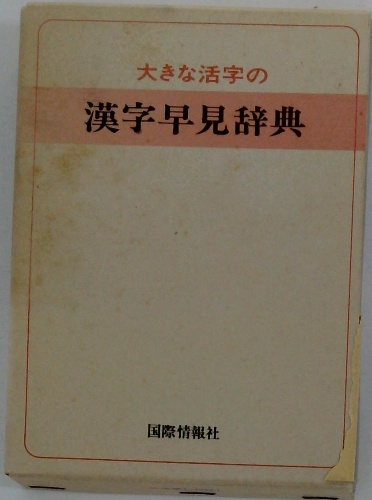 大きな活字の
漢字早見辞典
国際情報社